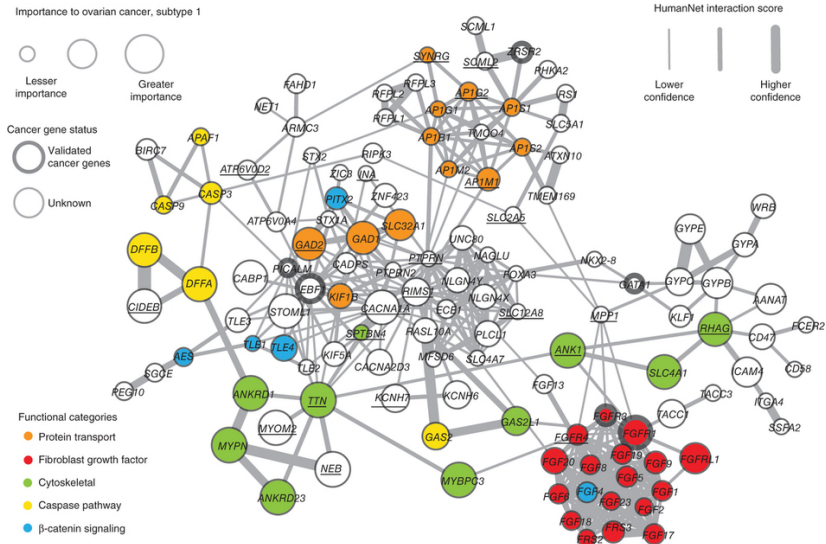 Importance to ovarian cancer, subtype 1
HumanNet interaction score
Lesser importance
Greater importance
Lower confidence
Higher confidence
Cancer gene status
Validated cancer genes
Unknown
SCML1
ZRSR2
SYNRG
SCML2
PHKA2
FAHD1
RFPL3
RFPL2
AP1G2
RS1
NET1
AP1G1
AP1S1
RFPL1
SLC5A1
ARMC3
AP1B1
TMCO4
APAF1
BIRC7
STX2
RIPK3
AP1S2
ATXN10
ATP6V0D2
ZIC3
INA
AP1M2
AP1M1
CASP3
PITX2
ZNF423
TMEM169
CASP9
WRB
ATP6V0A4
STX1A
SLC32A1
SLC2A5
GYPE
DFFB
GAD2
GAD1
UNC80
GYPA
PTPRN
NAGLU
NKX2-8
PICALM
CADPS
PTPRN2
FOXA3
CABP1
DFFA
EBF1
NLGN4Y
GATA1
GYPC
GYPB
KIF1B
RIMS1
NLGN4X
AANAT
CIDEB
STOML1
CACNA1A
ECE1
SLC12A8
MPP1
KLF1
TLE3
SPTBN4
RASL10A
PLCL1
RHAG
FCER2
CD47
AES
TLE1
TLE4
KIF5A
MFSD6
SLC4A7
ANK1
SGCE
TLE2
CACNA2D3
SLC4A1
CAM4
CD58
PEG10
ANKRD1
TTN
KCNH7
KCNH6
FGF13
TACC3
ITGA4
Functional categories
Protein transport
Fibroblast growth factor
Cytoskeletal
Caspase pathway
β-catenin signaling
MYOM2
GAS2L1
FGFR3
TACC1
SSFA2
MYPN
GAS2
FGFR4
FGFR1
NEB
FGF20
FGF8
FGF19
FGF9
FGFRL1
MYBPC3
FGF5
ANKRD23
FGF6
FGF4
FGF23
FGF1
FGF2
FGF18
FRS2
FRS3
FGF17